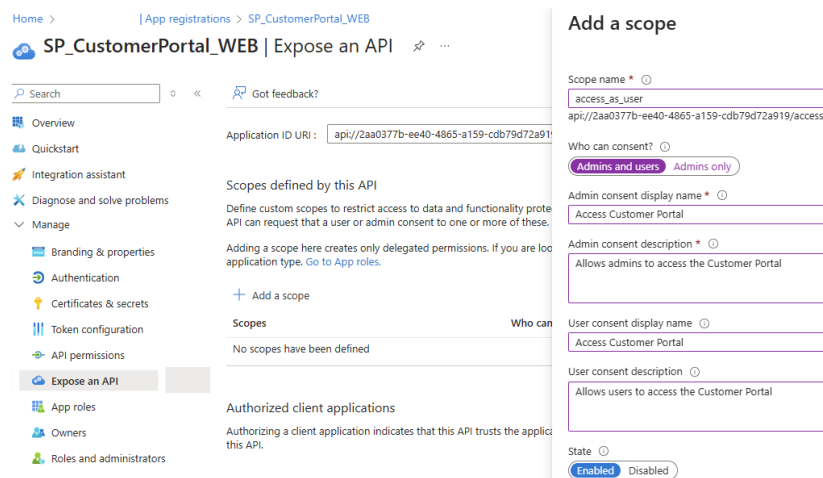 Home > | App registrations > SP_CustomerPortal_WEB
SP_CustomerPortal_WEB | Expose an API
Search
Overview
Quickstart
Integration assistant
Diagnose and solve problems
Manage
Branding & properties
Authentication
Certificates & secrets
Token configuration
API permissions
Expose an API
App roles
Owners
Roles and administrators
Got feedback?
Application ID URI : api://2aa0377b-ee40-4865-a159-cdb79d72a91
Scopes defined by this API
Define custom scopes to restrict access to data and functionality prote
API can request that a user or admin consent to one or more of these.
Adding a scope here creates only delegated permissions. If you are loo
application type. Go to App roles.
Add a scope
Scopes Who can
No scopes have been defined
Authorized client applications
Authorizing a client application indicates that this API trusts the applica
this API.
Add a scope
Scope name *
access_as_user
api://2aa0377b-ee40-4865-a159-cdb79d72a919/access
Who can consent?
Admins and users Admins only
Admin consent display name *
Access Customer Portal
Admin consent description *
Allows admins to access the Customer Portal
User consent display name
Access Customer Portal
User consent description
Allows users to access the Customer Portal
State
Enabled Disabled